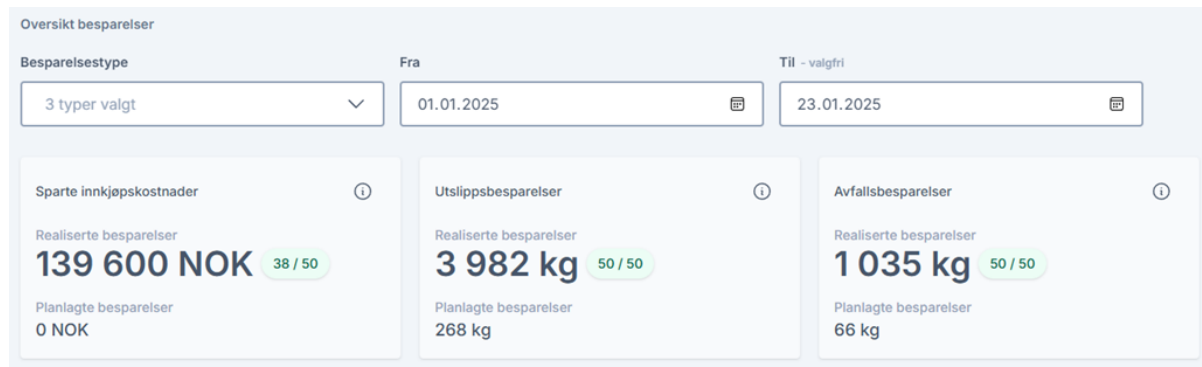 Oversikt besparelser
Besparelsestype
Fra
Til - valgfri
3 typer valgt
01.01.2025
23.01.2025
Sparte innkjøpskostnader
Realiserte besparelser
139 600 NOK 38 / 50
Planlagte besparelser
0 NOK
Utslippsbesparelser
Realiserte besparelser
3 982 kg 50 / 50
Planlagte besparelser
268 kg
Avfallsbesparelser
Realiserte besparelser
1 035 kg 50 / 50
Planlagte besparelser
66 kg